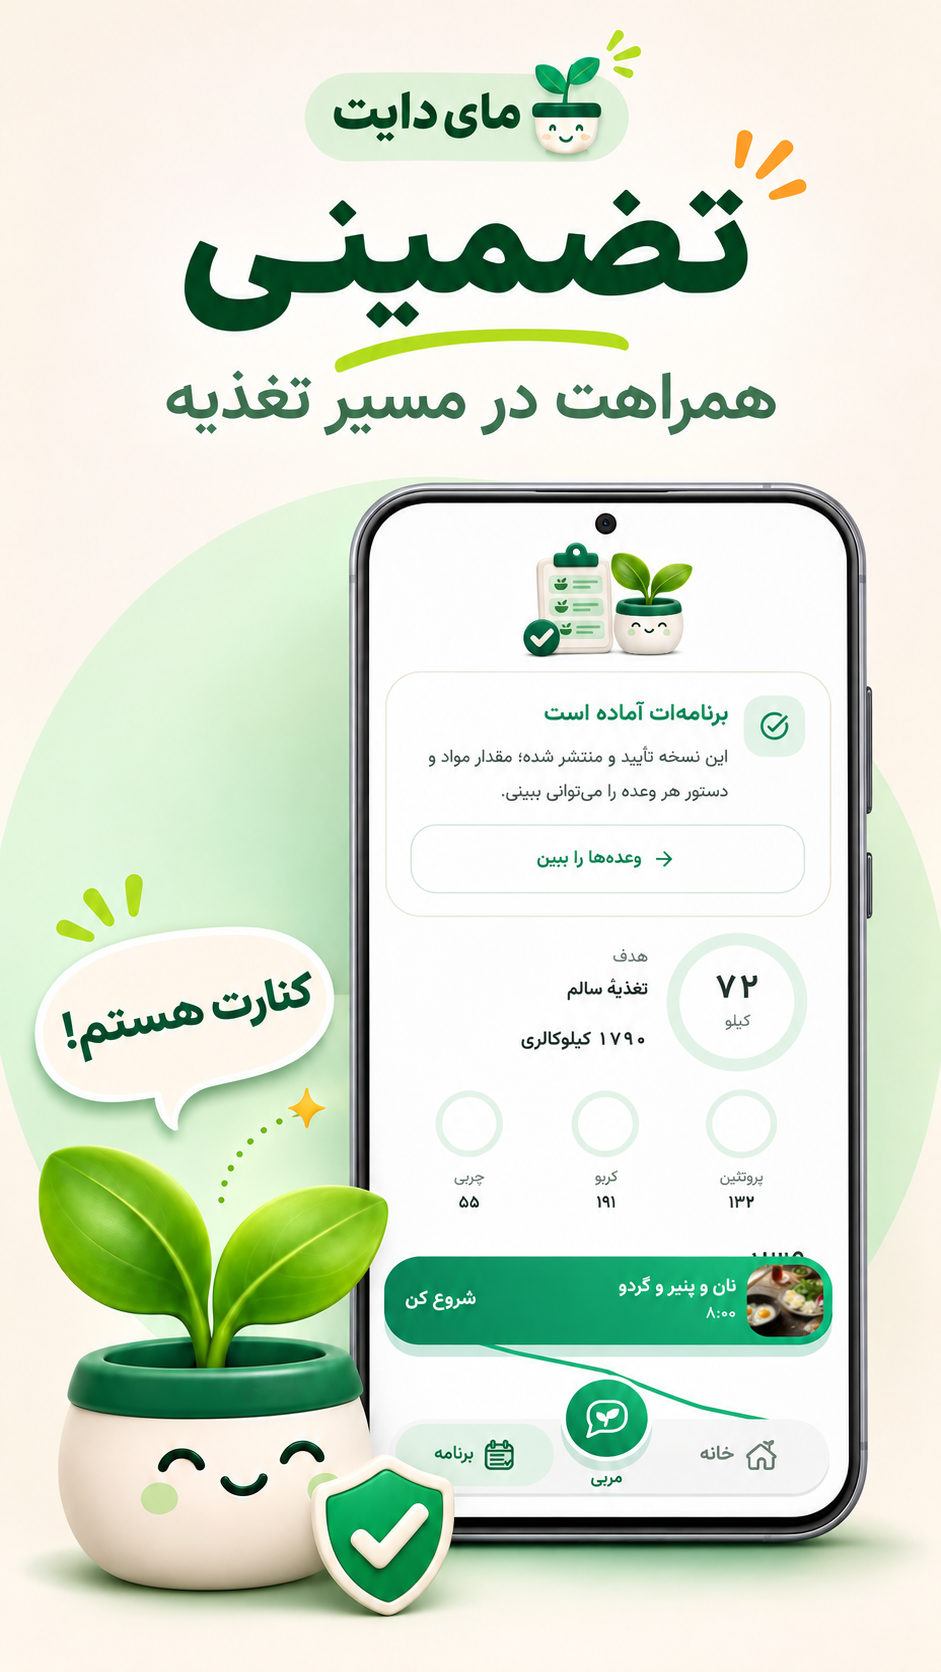 مای دایت
تضمینی
همراهت در مسیر تغذیه
برنامه‌ات آماده است
این نسخه تأیید و منتشر شده؛ مقدار مواد و
دستور هر وعده را می‌توانی ببینی.
وعده‌ها را ببین
۷۲
کیلو
هدف
تغذیهٔ سالم
۱۷۹۰ کیلوکالری
پروتئین
۱۳۲
کربو
۱۹۱
چربی
۵۵
نان و پنیر و گردو
۸:۰۰
شروع کن
خانه
مربی
برنامه
کنارت هستم!